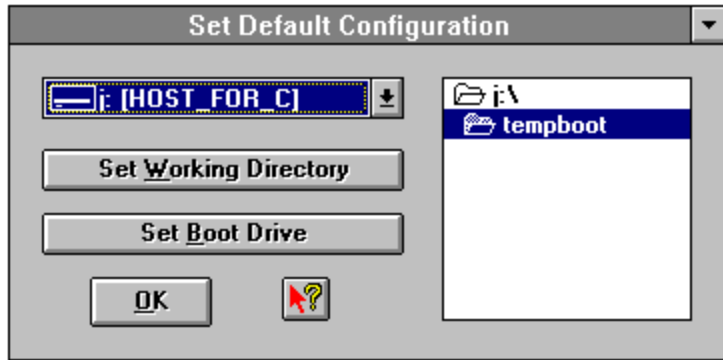 Set Default Configuration
j: [HOST_FOR_C]
j:\
tempboot
Set Working Directory
Set Boot Drive
OK
?